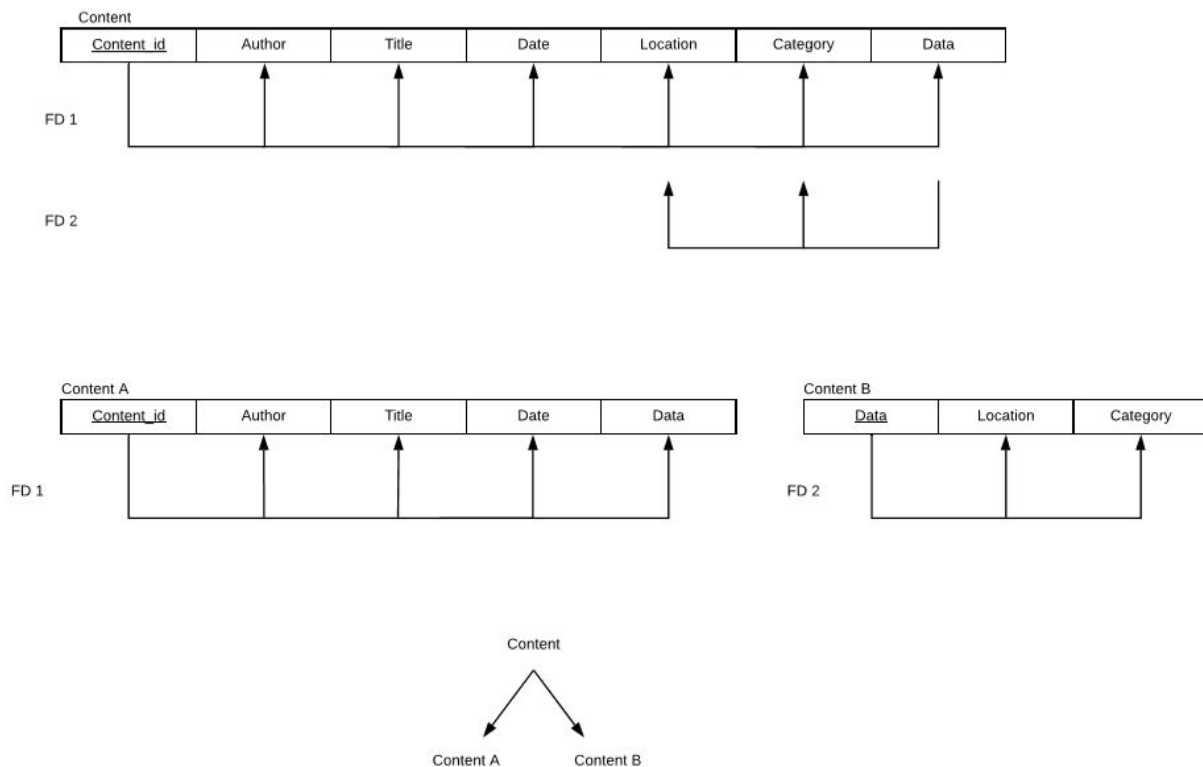 Content
Content_id Author Title Date Location Category Data
FD 1
FD 2
Content A Content B
Content_id Author Title Date Data Data Location Category
FD 1 FD 2
Content
Content A Content B